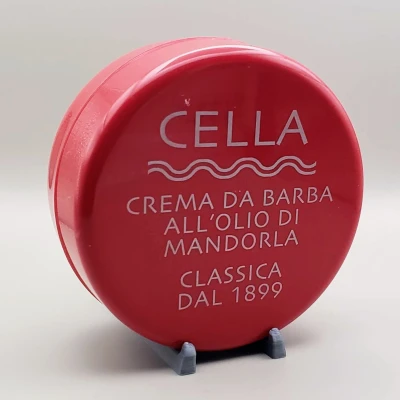 CELLA
CREMA DA BARBA
ALL'OLIO DI
MANDORLA
CLASSICA
DAL 1899